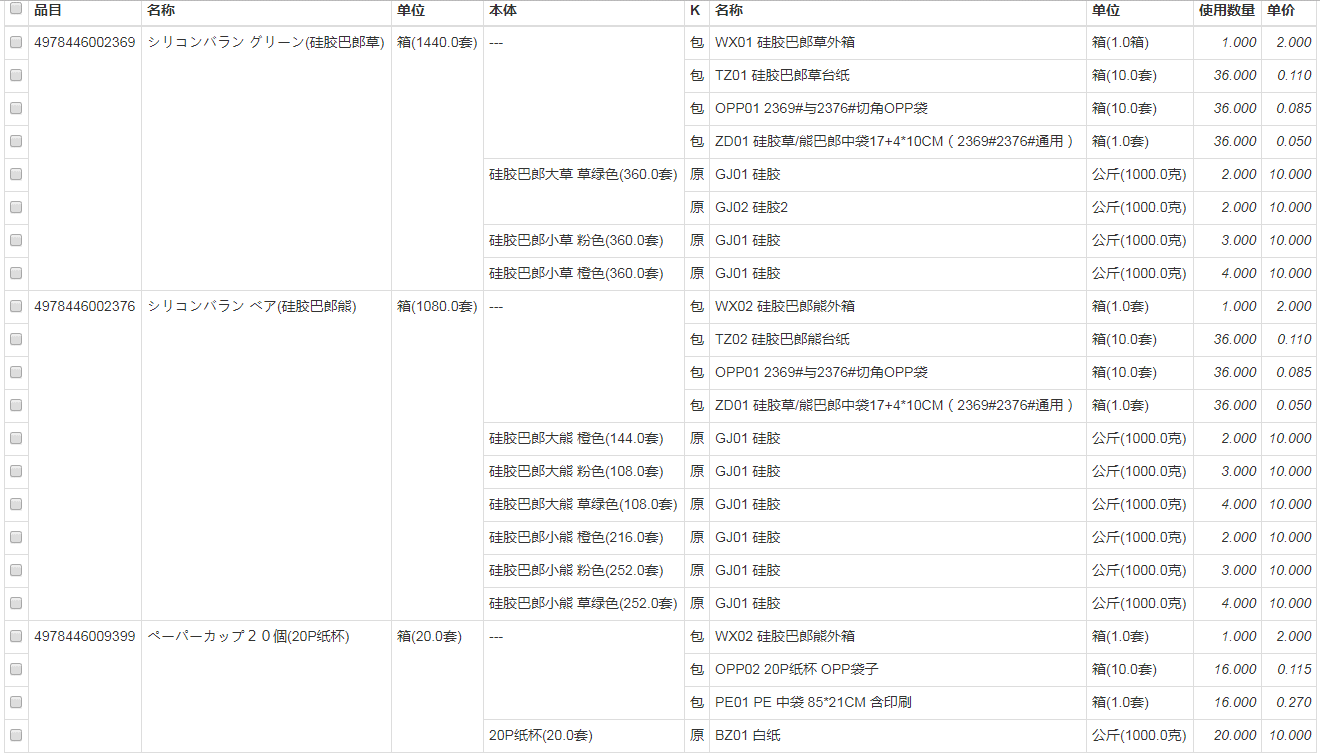 品目 名称 单位 本体 K 名称 单位 使用数量 单价
4978446002369 シリコンバラン グリーン(硅胶巴郎草) 箱(1440.0套) --- 包 WX01 硅胶巴郎草外箱 箱(1.0箱) 1.000 2.000
包 TZ01 硅胶巴郎草台纸 箱(10.0套) 36.000 0.110
包 OPP01 2369#与2376#切角OPP袋 箱(10.0套) 36.000 0.085
包 ZD01 硅胶草/熊巴郎中袋17+4*10CM（2369#2376#通用） 箱(1.0套) 36.000 0.050
硅胶巴郎大草 草绿色(360.0套) 原 GJ01 硅胶 公斤(1000.0克) 2.000 10.000
原 GJ02 硅胶2 公斤(1000.0克) 2.000 10.000
硅胶巴郎小草 粉色(360.0套) 原 GJ01 硅胶 公斤(1000.0克) 3.000 10.000
硅胶巴郎小草 橙色(360.0套) 原 GJ01 硅胶 公斤(1000.0克) 4.000 10.000
4978446002376 シリコンバラン ベア(硅胶巴郎熊) 箱(1080.0套) --- 包 WX02 硅胶巴郎熊外箱 箱(1.0套) 1.000 2.000
包 TZ02 硅胶巴郎熊台纸 箱(10.0套) 36.000 0.110
包 OPP01 2369#与2376#切角OPP袋 箱(10.0套) 36.000 0.085
包 ZD01 硅胶草/熊巴郎中袋17+4*10CM（2369#2376#通用） 箱(1.0套) 36.000 0.050
硅胶巴郎大熊 橙色(144.0套) 原 GJ01 硅胶 公斤(1000.0克) 2.000 10.000
硅胶巴郎大熊 粉色(108.0套) 原 GJ01 硅胶 公斤(1000.0克) 3.000 10.000
硅胶巴郎大熊 草绿色(108.0套) 原 GJ01 硅胶 公斤(1000.0克) 4.000 10.000
硅胶巴郎小熊 橙色(216.0套) 原 GJ01 硅胶 公斤(1000.0克) 2.000 10.000
硅胶巴郎小熊 粉色(252.0套) 原 GJ01 硅胶 公斤(1000.0克) 3.000 10.000
硅胶巴郎小熊 草绿色(252.0套) 原 GJ01 硅胶 公斤(1000.0克) 4.000 10.000
4978446009399 ペーパーカップ２０個(20P纸杯) 箱(20.0套) --- 包 WX02 硅胶巴郎熊外箱 箱(1.0套) 1.000 2.000
包 OPP02 20P纸杯 OPP袋子 箱(10.0套) 16.000 0.115
包 PE01 PE 中袋 85*21CM 含印刷 箱(1.0套) 16.000 0.270
20P纸杯(20.0套) 原 BZ01 白纸 公斤(1000.0克) 20.000 10.000